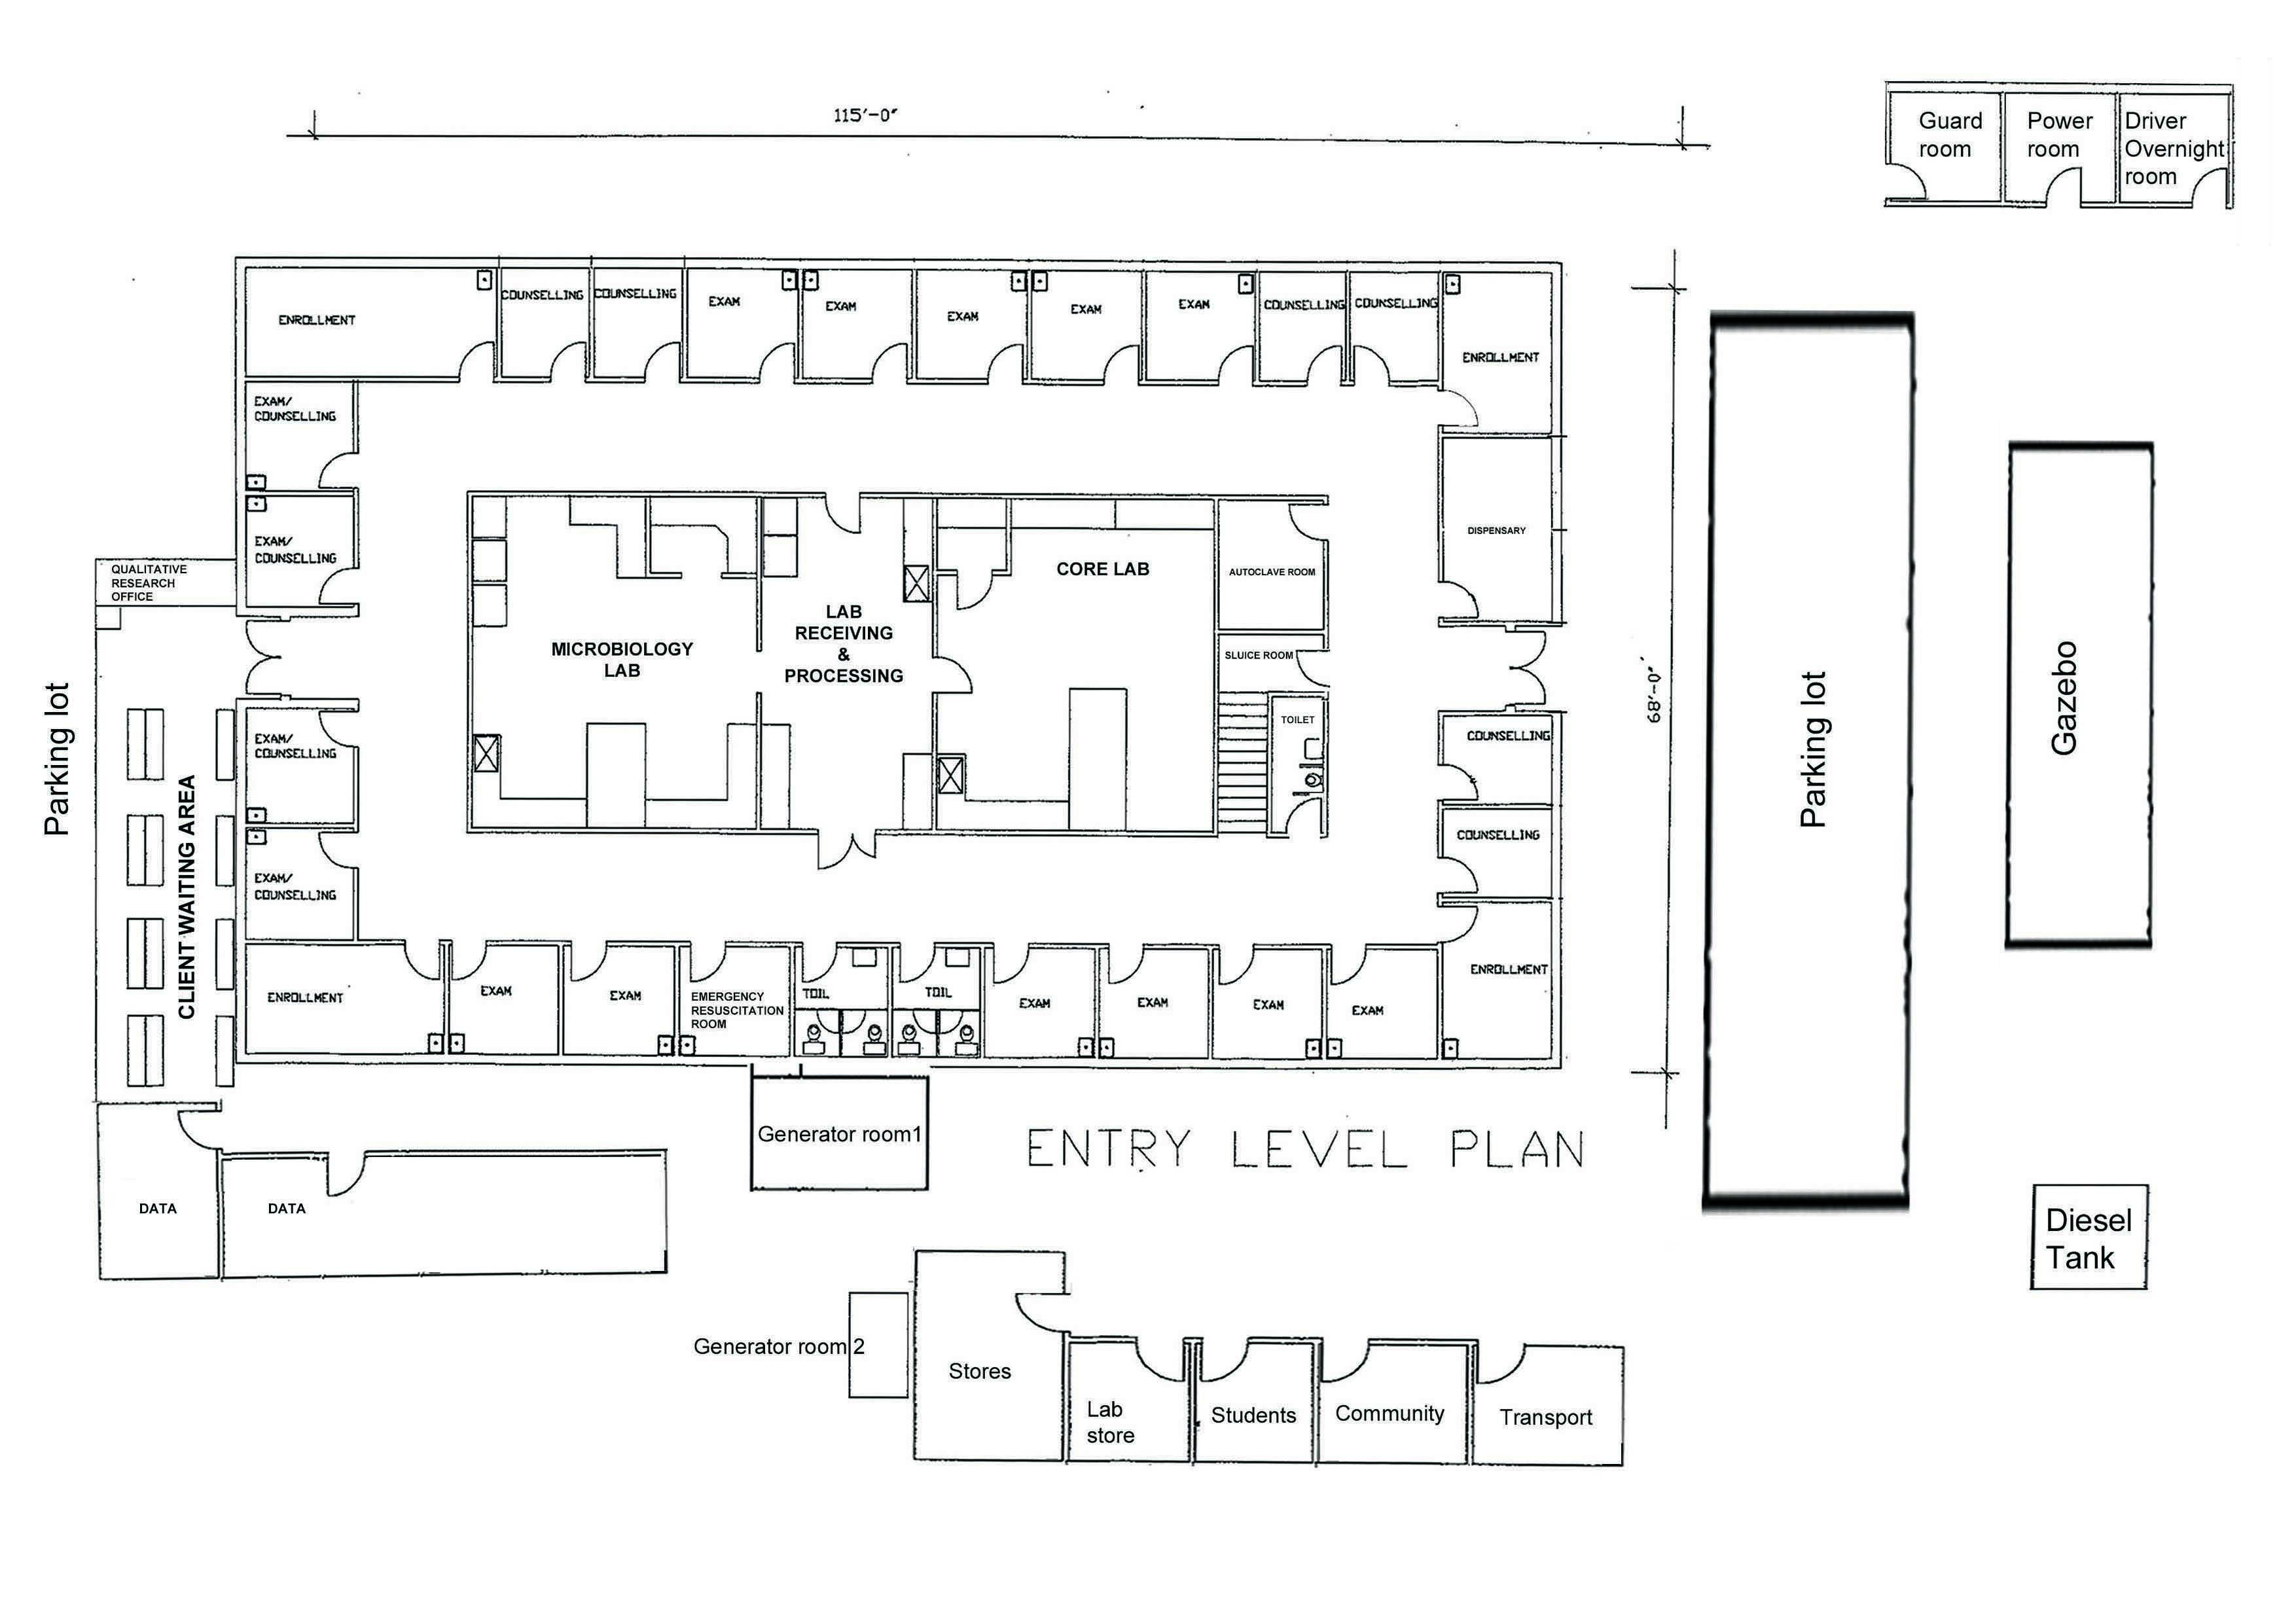 115'-0"
Guard
room
Power
room
Driver
Overnight
room
ENROLLMENT
COUNSELLING
COUNSELLING
EXAM
EXAM
EXAM
EXAM
EXAM
COUNSELLING
COUNSELLING
ENROLLMENT
EXAM/
COUNSELLING
EXAM/
COUNSELLING
QUALITATIVE
RESEARCH
OFFICE
MICROBIOLOGY
LAB
LAB
RECEIVING
&
PROCESSING
CORE LAB
AUTOCLAVE ROOM
SLUICE ROOM
TOILET
DISPENSARY
68'-0"
Parking lot
Gazebo
Parking lot
CLIENT WAITING AREA
EXAM/
COUNSELLING
EXAM/
COUNSELLING
COUNSELLING
COUNSELLING
ENROLLMENT
ENROLLMENT
EXAM
EXAM
EMERGENCY
RESUSCITATION
ROOM
TOIL
TOIL
EXAM
EXAM
EXAM
EXAM
Generator room1
ENTRY LEVEL PLAN
DATA
DATA
Diesel
Tank
Generator room 2
Stores
Lab
store
Students
Community
Transport